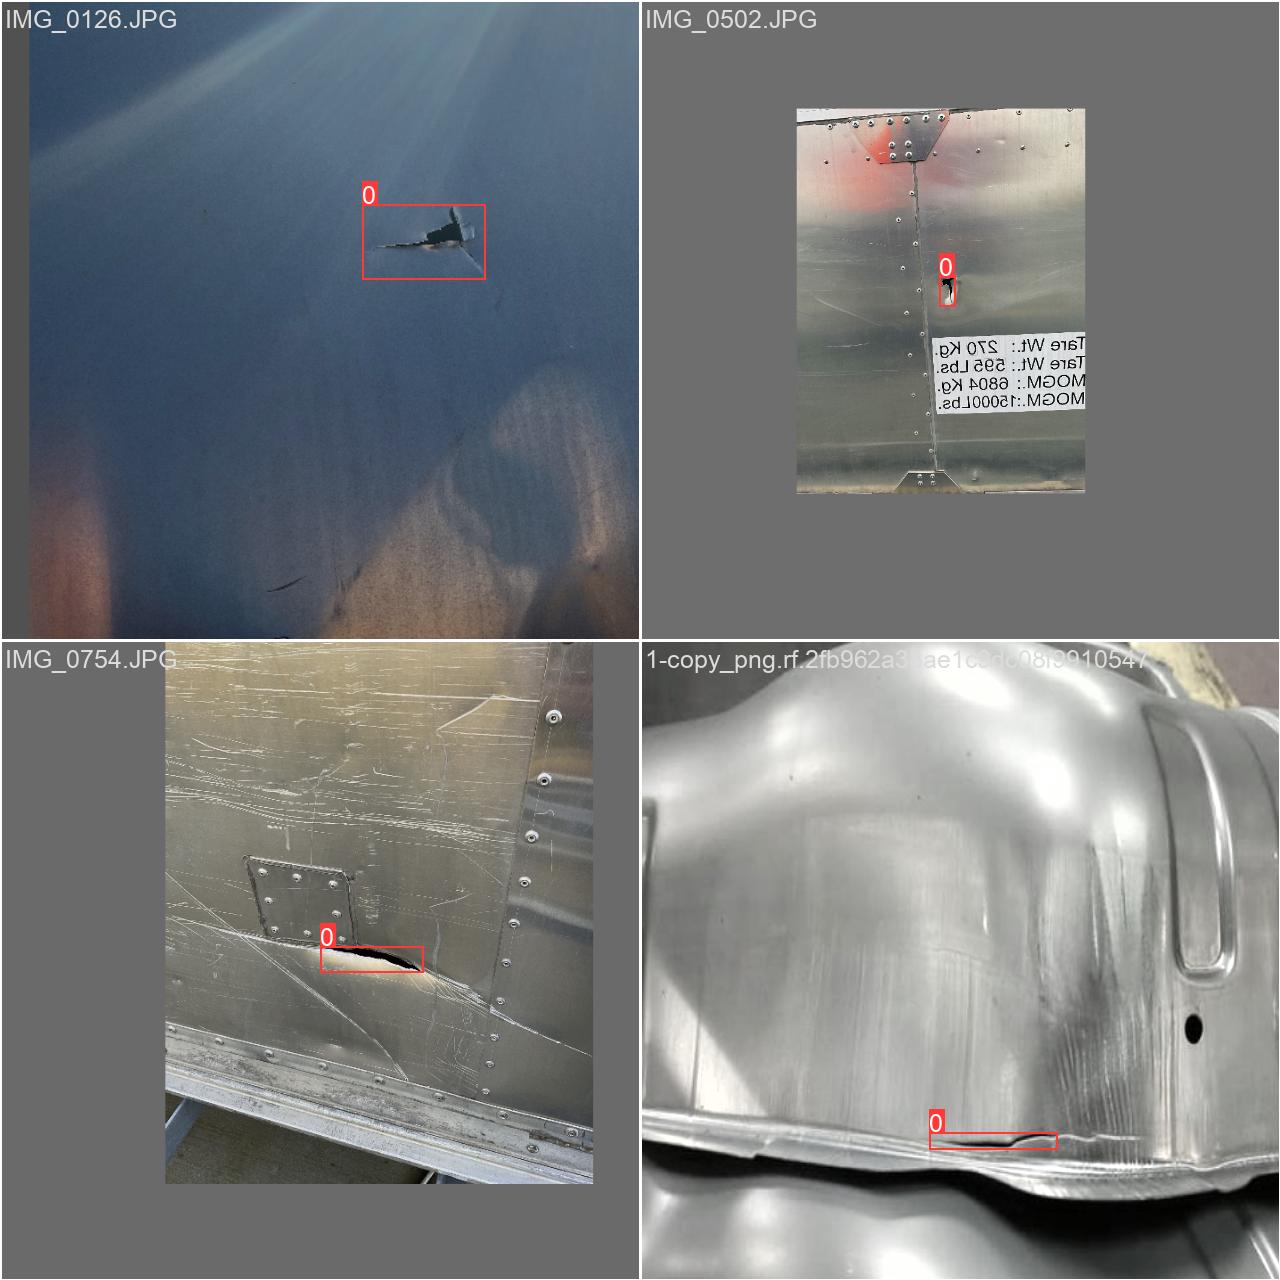 IMG_0126.JPG
0
IMG_0502.JPG
0
Tare Wt.: 270 Kg.
Tare Wt.: 595 Lbs.
MOGM.: 6804 Kg.
MOGM.:15000Lbs.
IMG_0754.JPG
0
0